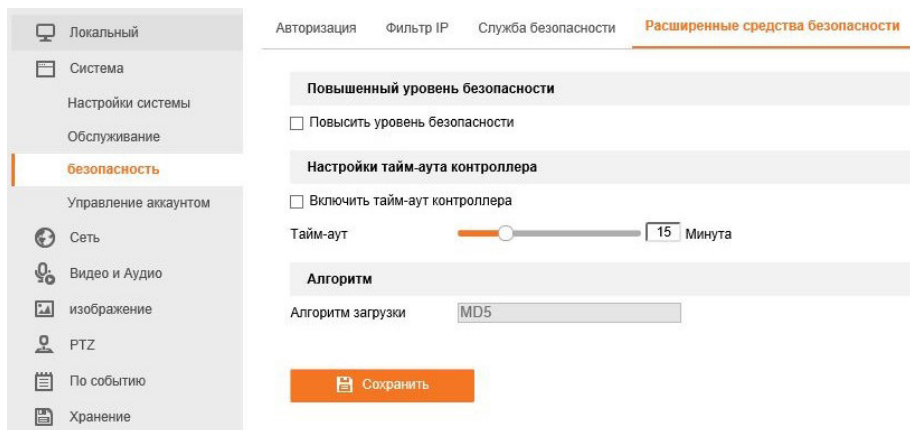 Локальный
Система
Настройки системы
Обслуживание
безопасность
Управление аккаунтом
Сеть
Видео и Аудио
изображение
PTZ
По событию
Хранение
Авторизация Фильтр IP Служба безопасности Расширенные средства безопасности
Повышенный уровень безопасности
Повысить уровень безопасности
Настройки тайм-аута контроллера
Включить тайм-аут контроллера
Тайм-аут 15 Минута
Алгоритм
Алгоритм загрузки MD5
Сохранить